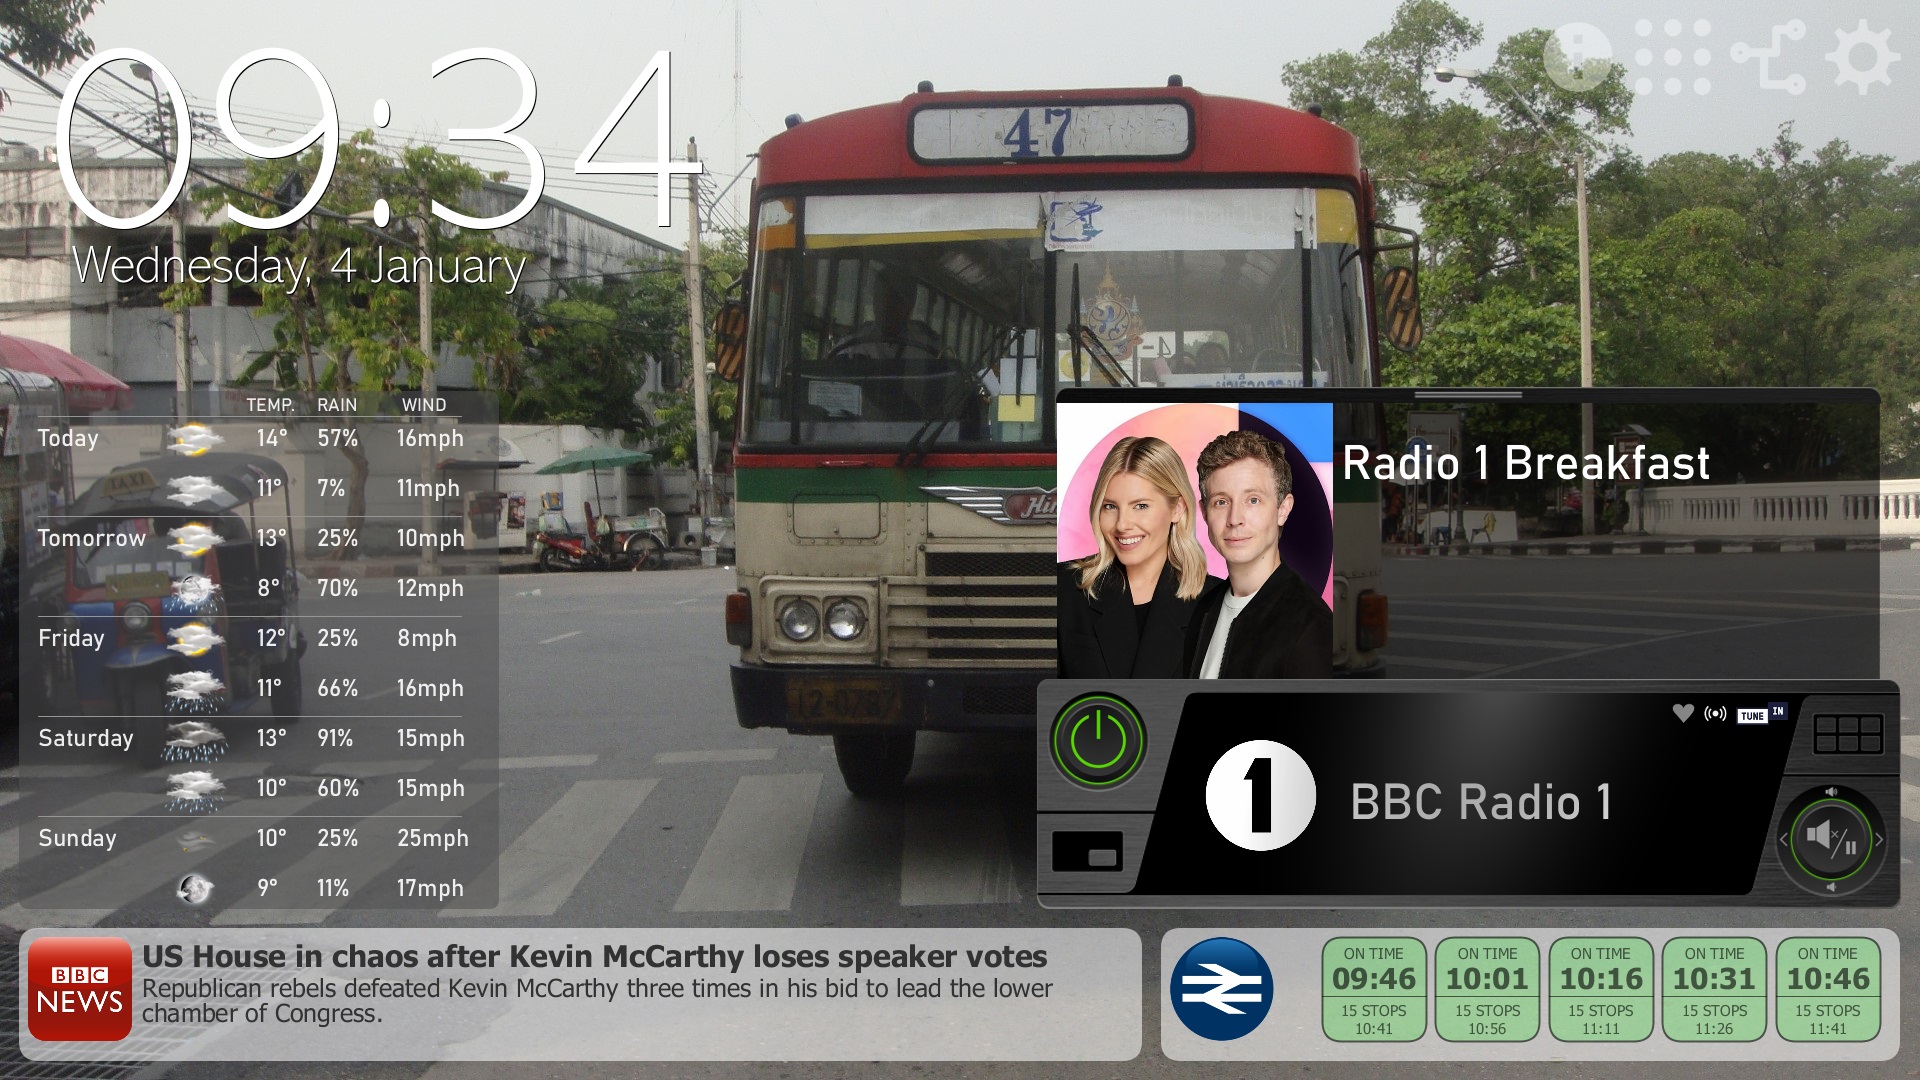 09:34
Wednesday, 4 January
47
TAXI
TEMP. RAIN WIND
Today 14° 57% 16mph
11° 7% 11mph
Tomorrow 13° 25% 10mph
8° 70% 12mph
Friday 12° 25% 8mph
11° 66% 16mph
Saturday 13° 91% 15mph
10° 60% 15mph
Sunday 10° 25% 25mph
9° 11% 17mph
Radio 1 Breakfast
TUNE IN
1 BBC Radio 1
BBC
NEWS
US House in chaos after Kevin McCarthy loses speaker votes
Republican rebels defeated Kevin McCarthy three times in his bid to lead the lower
chamber of Congress.
ON TIME ON TIME ON TIME ON TIME ON TIME
09:46 10:01 10:16 10:31 10:46
15 STOPS 15 STOPS 15 STOPS 15 STOPS 15 STOPS
10:41 10:56 11:11 11:26 11:41